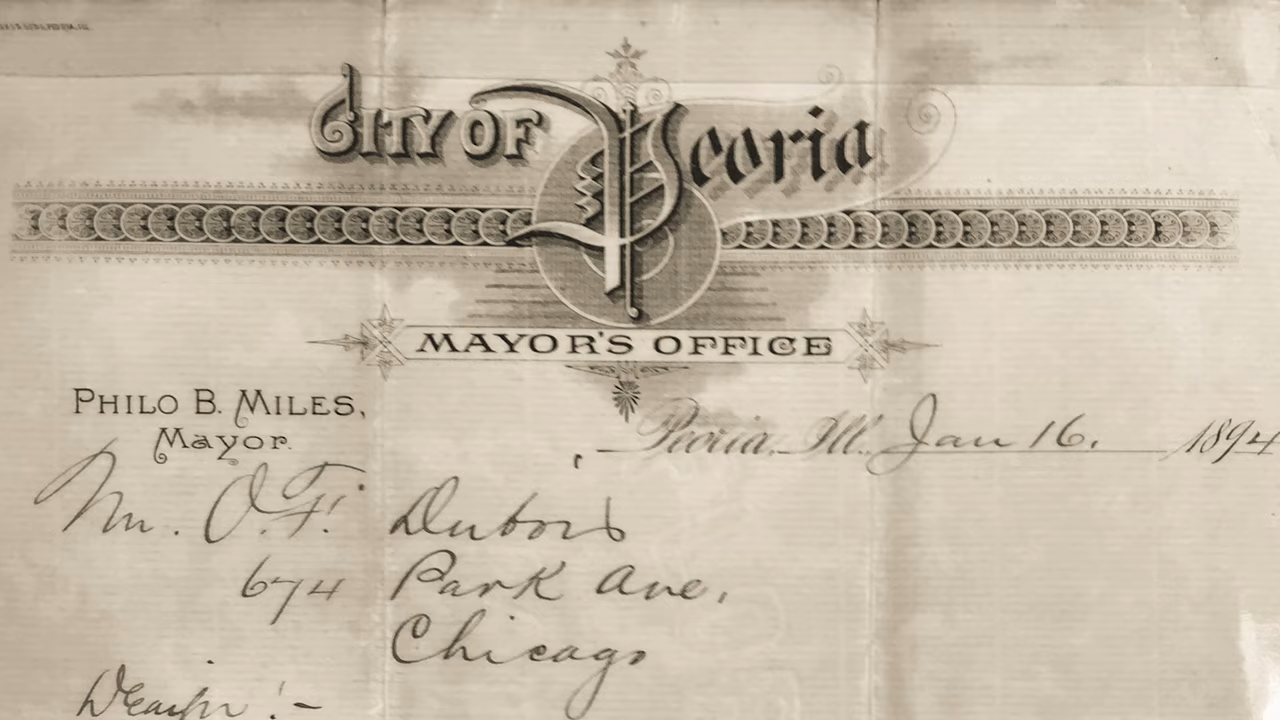 CITY OF Peoria
MAYOR'S OFFICE
PHILO B. MILES,
Mayor.
Peoria, Ill. Jan 16. 1894
Mr. O. F. Dubois
674 Park Ave.
Chicago
Dear Sir :-